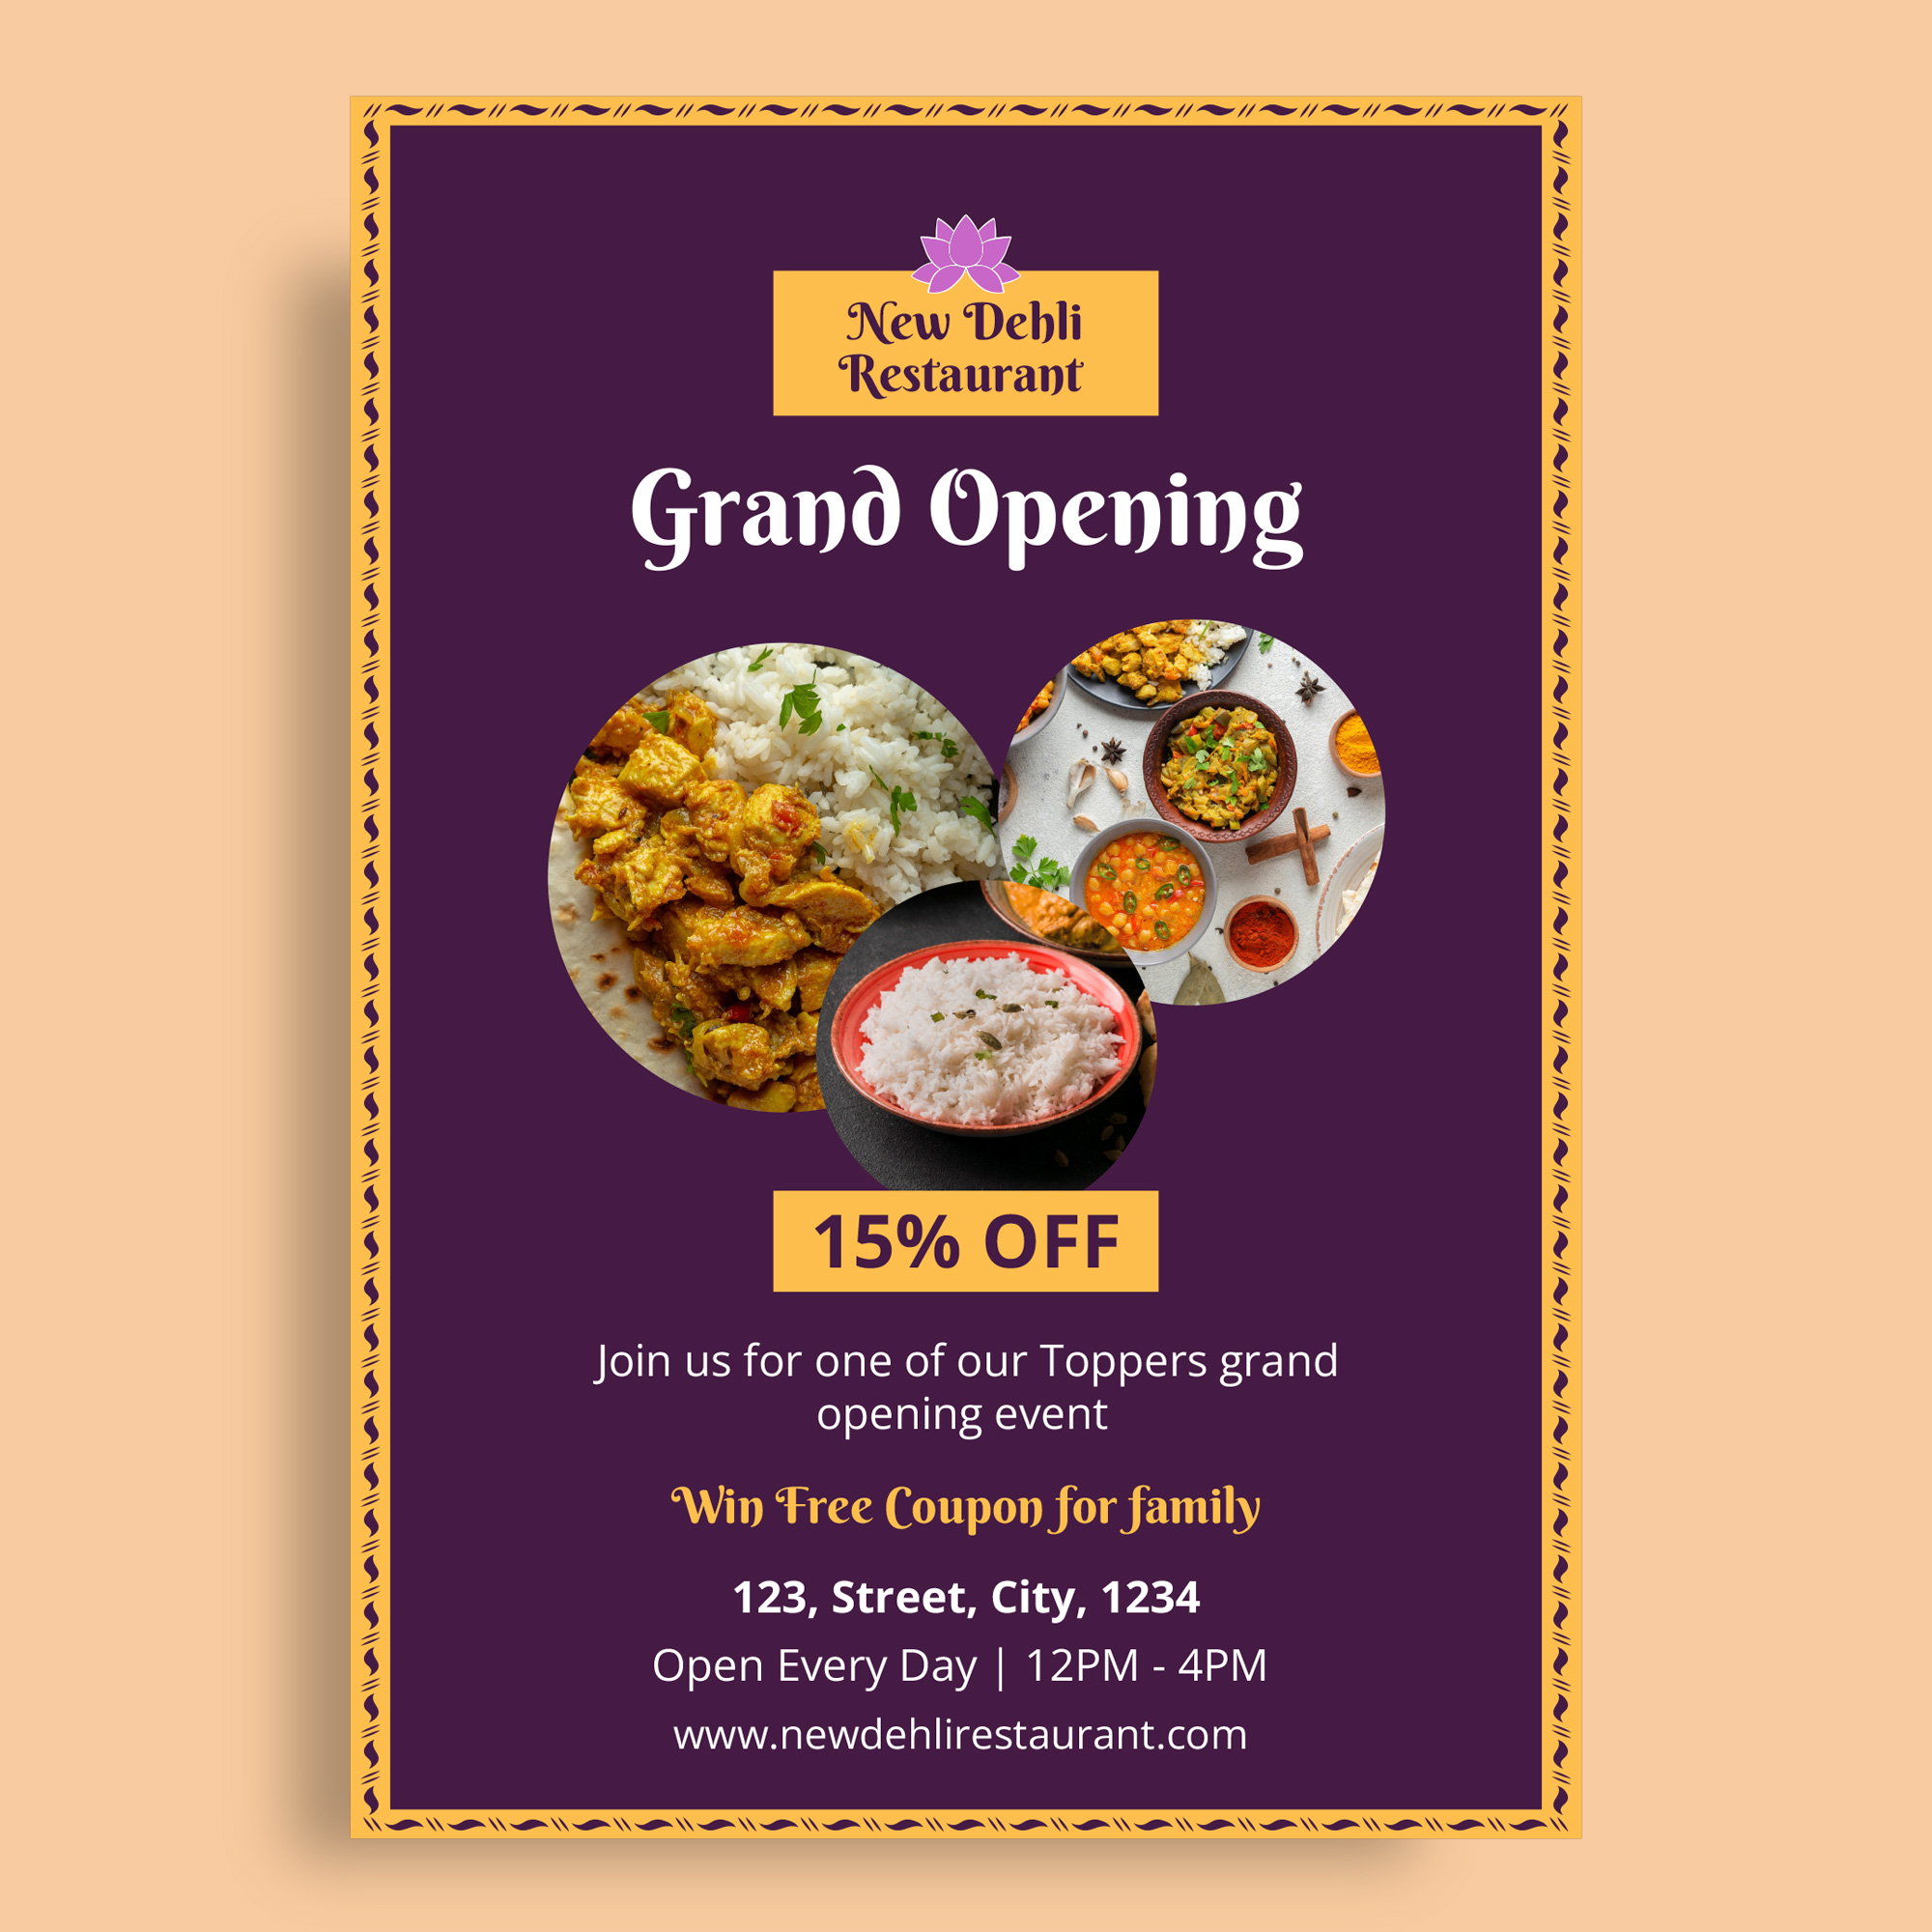 New Dehli
Restaurant
Grand Opening
15% OFF
Join us for one of our Toppers grand
opening event
Win Free Coupon for family
123, Street, City, 1234
Open Every Day | 12PM - 4PM
www.newdehlirestaurant.com